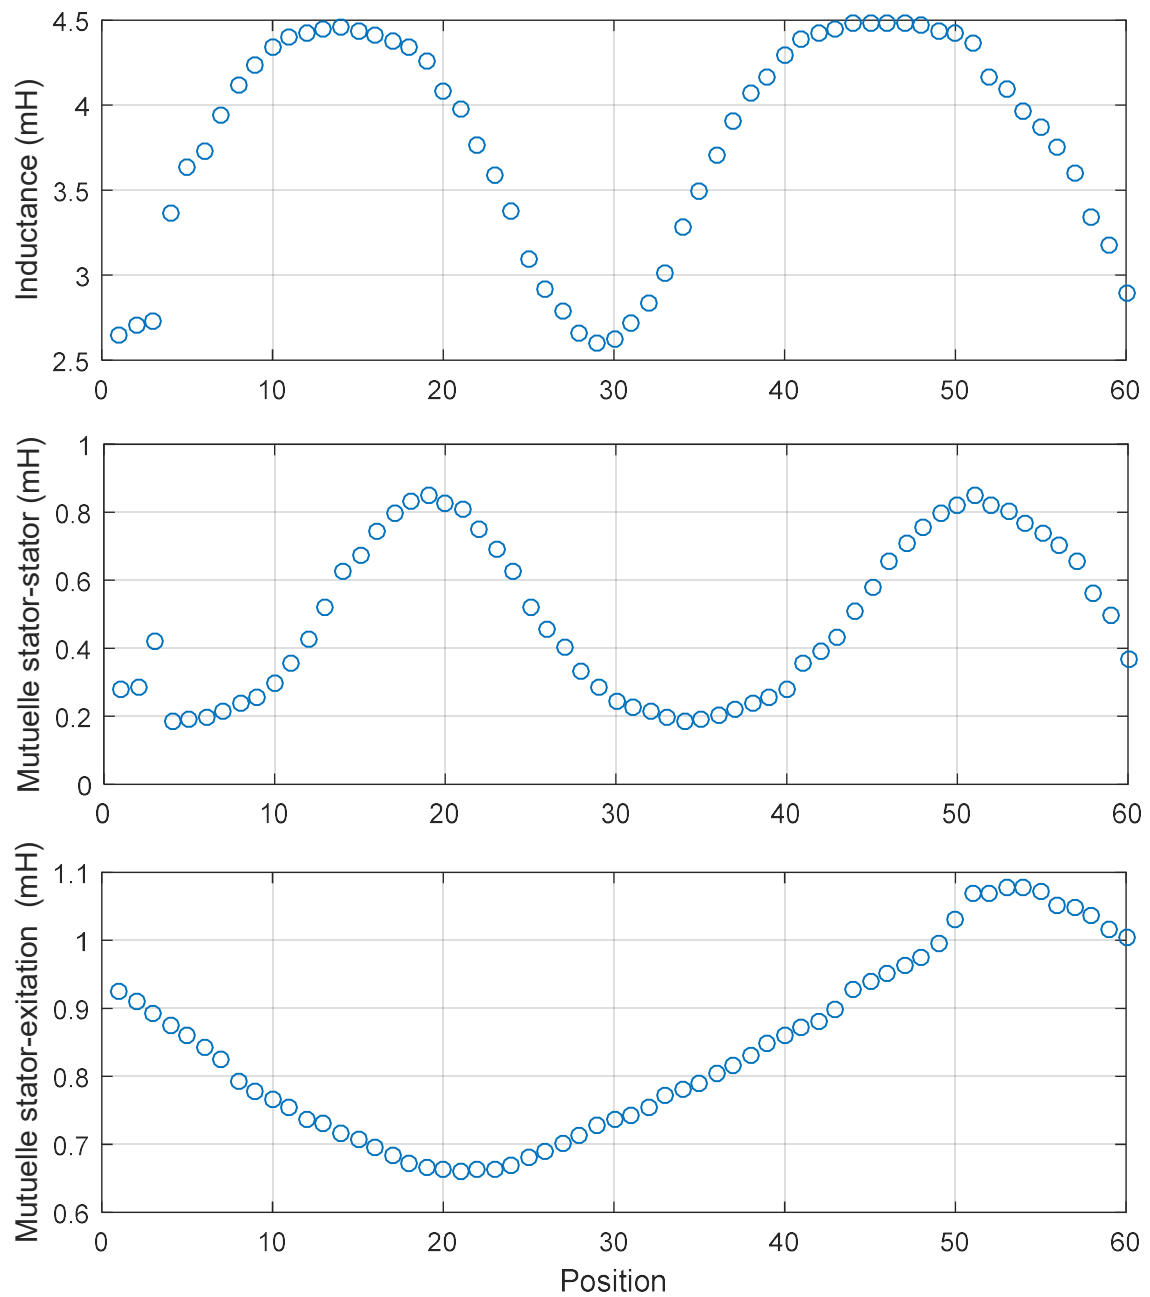 Inductance (mH)
4.5
4
3.5
3
2.5
0 10 20 30 40 50 60
Mutuelle stator-stator (mH)
1
0.8
0.6
0.4
0.2
0
0 10 20 30 40 50 60
Mutuelle stator-exitation (mH)
1.1
1
0.9
0.8
0.7
0.6
0 10 20 30 40 50 60
Position